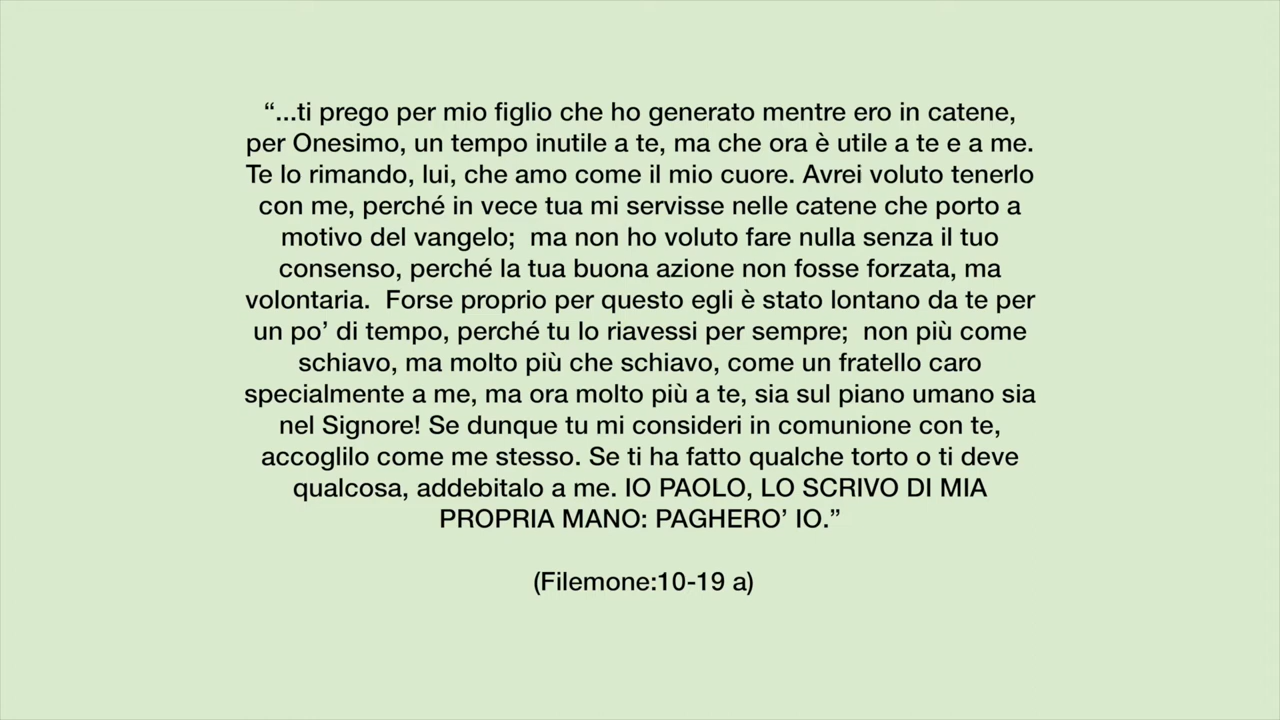 “...ti prego per mio figlio che ho generato mentre ero in catene,
per Onesimo, un tempo inutile a te, ma che ora è utile a te e a me.
Te lo rimando, lui, che amo come il mio cuore. Avrei voluto tenerlo
con me, perché in vece tua mi servisse nelle catene che porto a
motivo del vangelo;  ma non ho voluto fare nulla senza il tuo
consenso, perché la tua buona azione non fosse forzata, ma
volontaria.  Forse proprio per questo egli è stato lontano da te per
un po’ di tempo, perché tu lo riavessi per sempre;  non più come
schiavo, ma molto più che schiavo, come un fratello caro
specialmente a me, ma ora molto più a te, sia sul piano umano sia
nel Signore! Se dunque tu mi consideri in comunione con te,
accoglilo come me stesso. Se ti ha fatto qualche torto o ti deve
qualcosa, addebitalo a me. IO PAOLO, LO SCRIVO DI MIA
PROPRIA MANO: PAGHERO’ IO.”
(Filemone:10-19 a)